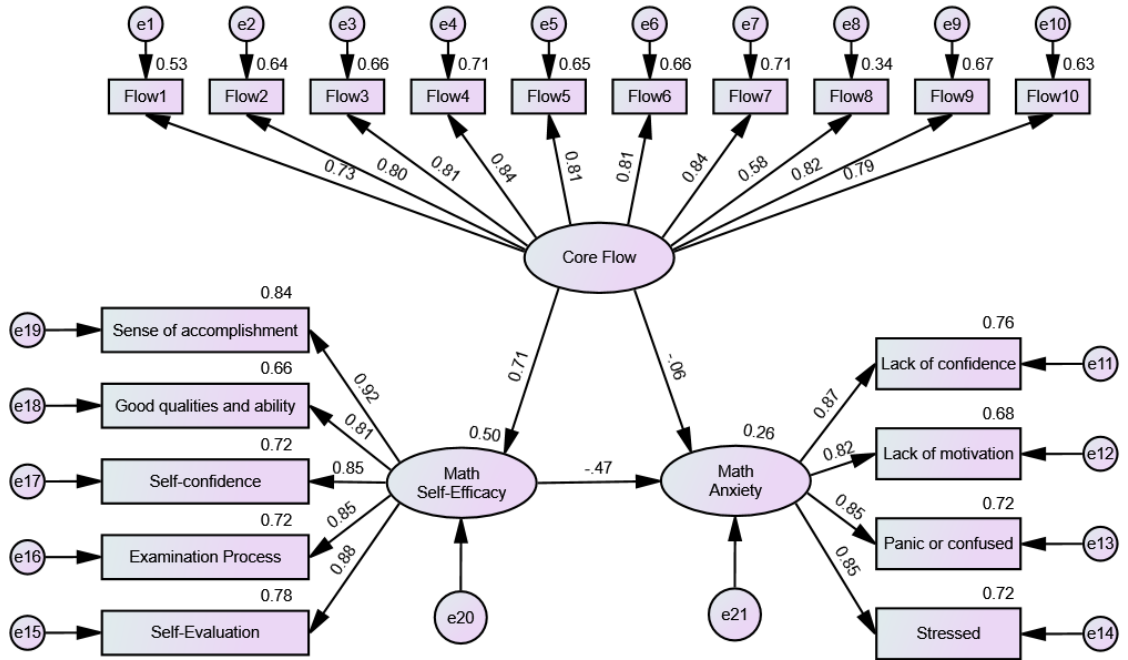 e1 e2 e3 e4 e5 e6 e7 e8 e9 e10
0.53 0.64 0.66 0.71 0.65 0.66 0.71 0.34 0.67 0.63
Flow1 Flow2 Flow3 Flow4 Flow5 Flow6 Flow7 Flow8 Flow9 Flow10
0.73 0.80 0.81 0.84 0.81 0.81 0.84 0.58 0.82 0.79
Core Flow
0.71
-.06
0.84
e19 Sense of accomplishment
0.92
0.66
e18 Good qualities and ability
0.81
0.72
e17 Self-confidence
0.85
0.72
e16 Examination Process
0.85
0.78
e15 Self-Evaluation
0.88
0.50
Math
Self-Efficacy
e20
-.47
0.26
Math
Anxiety
e21
0.87
0.76
Lack of confidence e11
0.82
0.68
Lack of motivation e12
0.85
0.72
Panic or confused e13
0.85
0.72
Stressed e14